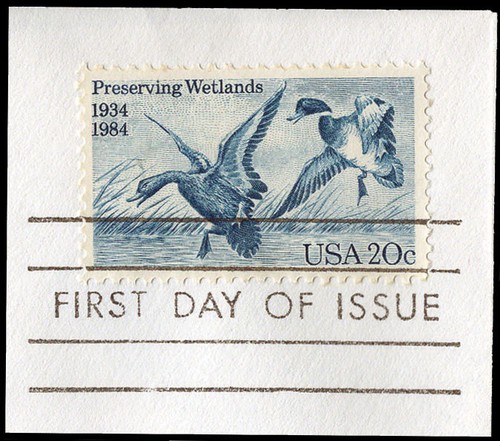 Preserving Wetlands
1934
1984
USA 20c
FIRST DAY OF ISSUE